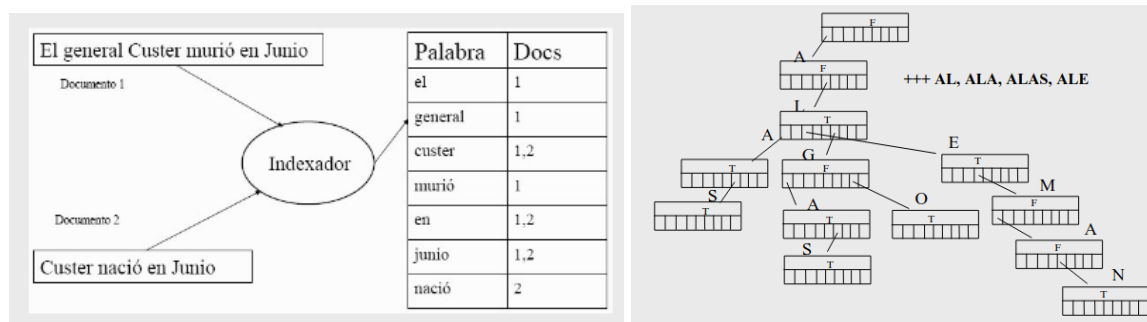 El general Custer murió en Junio
Documento 1
Indexador
Documento 2
Custer nació en Junio
Palabra Docs
el 1
general 1
custer 1,2
murió 1
en 1,2
junio 1,2
nació 2
F
A
F
+++ AL, ALA, ALAS, ALE
L
T
A
G
E
T
F
T
S
T
A
O
M
T
T
F
S
A
T
F
N
T